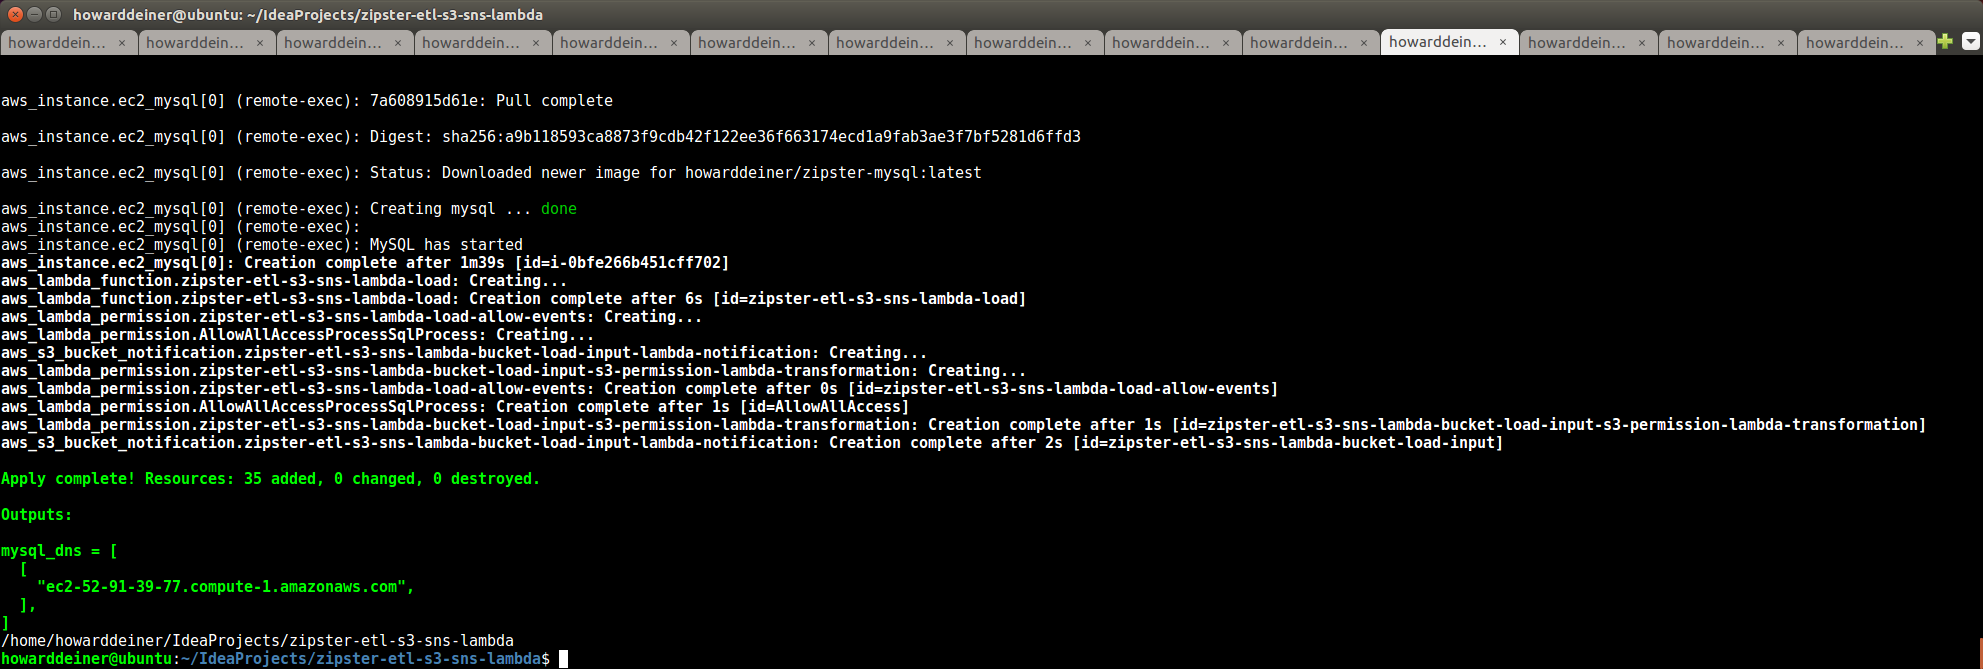 howarddeiner@ubuntu: ~/IdeaProjects/zipster-etl-s3-sns-lambda
howarddein... × howarddein... × howarddein... × howarddein... × howarddein... × howarddein... × howarddein... × howarddein... × howarddein... × howarddein... × howarddein... × howarddein... × howarddein... × howarddein... ×
aws_instance.ec2_mysql[0] (remote-exec): 7a608915d61e: Pull complete
aws_instance.ec2_mysql[0] (remote-exec): Digest: sha256:a9b118593ca8873f9cdb42f122ee36f663174ecd1a9fab3ae3f7bf5281d6ffd3
aws_instance.ec2_mysql[0] (remote-exec): Status: Downloaded newer image for howarddeiner/zipster-mysql:latest
aws_instance.ec2_mysql[0] (remote-exec): Creating mysql ... done
aws_instance.ec2_mysql[0] (remote-exec):
aws_instance.ec2_mysql[0] (remote-exec): MySQL has started
aws_instance.ec2_mysql[0]: Creation complete after 1m39s [id=i-0bfe266b451cff702]
aws_lambda_function.zipster-etl-s3-sns-lambda-load: Creating...
aws_lambda_function.zipster-etl-s3-sns-lambda-load: Creation complete after 6s [id=zipster-etl-s3-sns-lambda-load]
aws_lambda_permission.zipster-etl-s3-sns-lambda-load-allow-events: Creating...
aws_lambda_permission.AllowAllAccessProcessSqlProcess: Creating...
aws_s3_bucket_notification.zipster-etl-s3-sns-lambda-bucket-load-input-lambda-notification: Creating...
aws_lambda_permission.zipster-etl-s3-sns-lambda-bucket-load-input-s3-permission-lambda-transformation: Creating...
aws_lambda_permission.zipster-etl-s3-sns-lambda-load-allow-events: Creation complete after 0s [id=zipster-etl-s3-sns-lambda-load-allow-events]
aws_lambda_permission.AllowAllAccessProcessSqlProcess: Creation complete after 1s [id=AllowAllAccess]
aws_lambda_permission.zipster-etl-s3-sns-lambda-bucket-load-input-s3-permission-lambda-transformation: Creation complete after 1s [id=zipster-etl-s3-sns-lambda-bucket-load-input-s3-permission-lambda-transformation]
aws_s3_bucket_notification.zipster-etl-s3-sns-lambda-bucket-load-input-lambda-notification: Creation complete after 2s [id=zipster-etl-s3-sns-lambda-bucket-load-input]
Apply complete! Resources: 35 added, 0 changed, 0 destroyed.
Outputs:
mysql_dns = [
[
"ec2-52-91-39-77.compute-1.amazonaws.com",
],
]
/home/howarddeiner/IdeaProjects/zipster-etl-s3-sns-lambda
howarddeiner@ubuntu:~/IdeaProjects/zipster-etl-s3-sns-lambda$